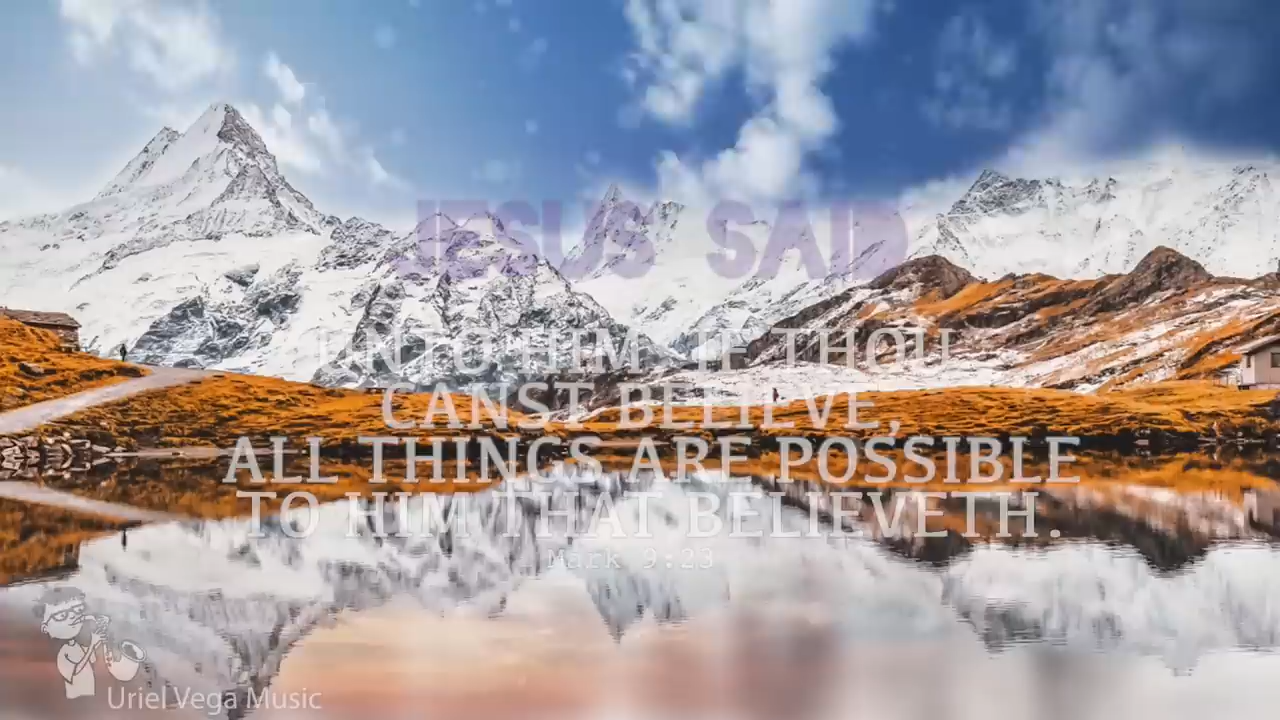 JESUS SAID
UNTO HIM, IF THOU
CANST BELIEVE,
ALL THINGS ARE POSSIBLE
TO HIM THAT BELIEVETH.
Mark 9:23
Uriel Vega Music